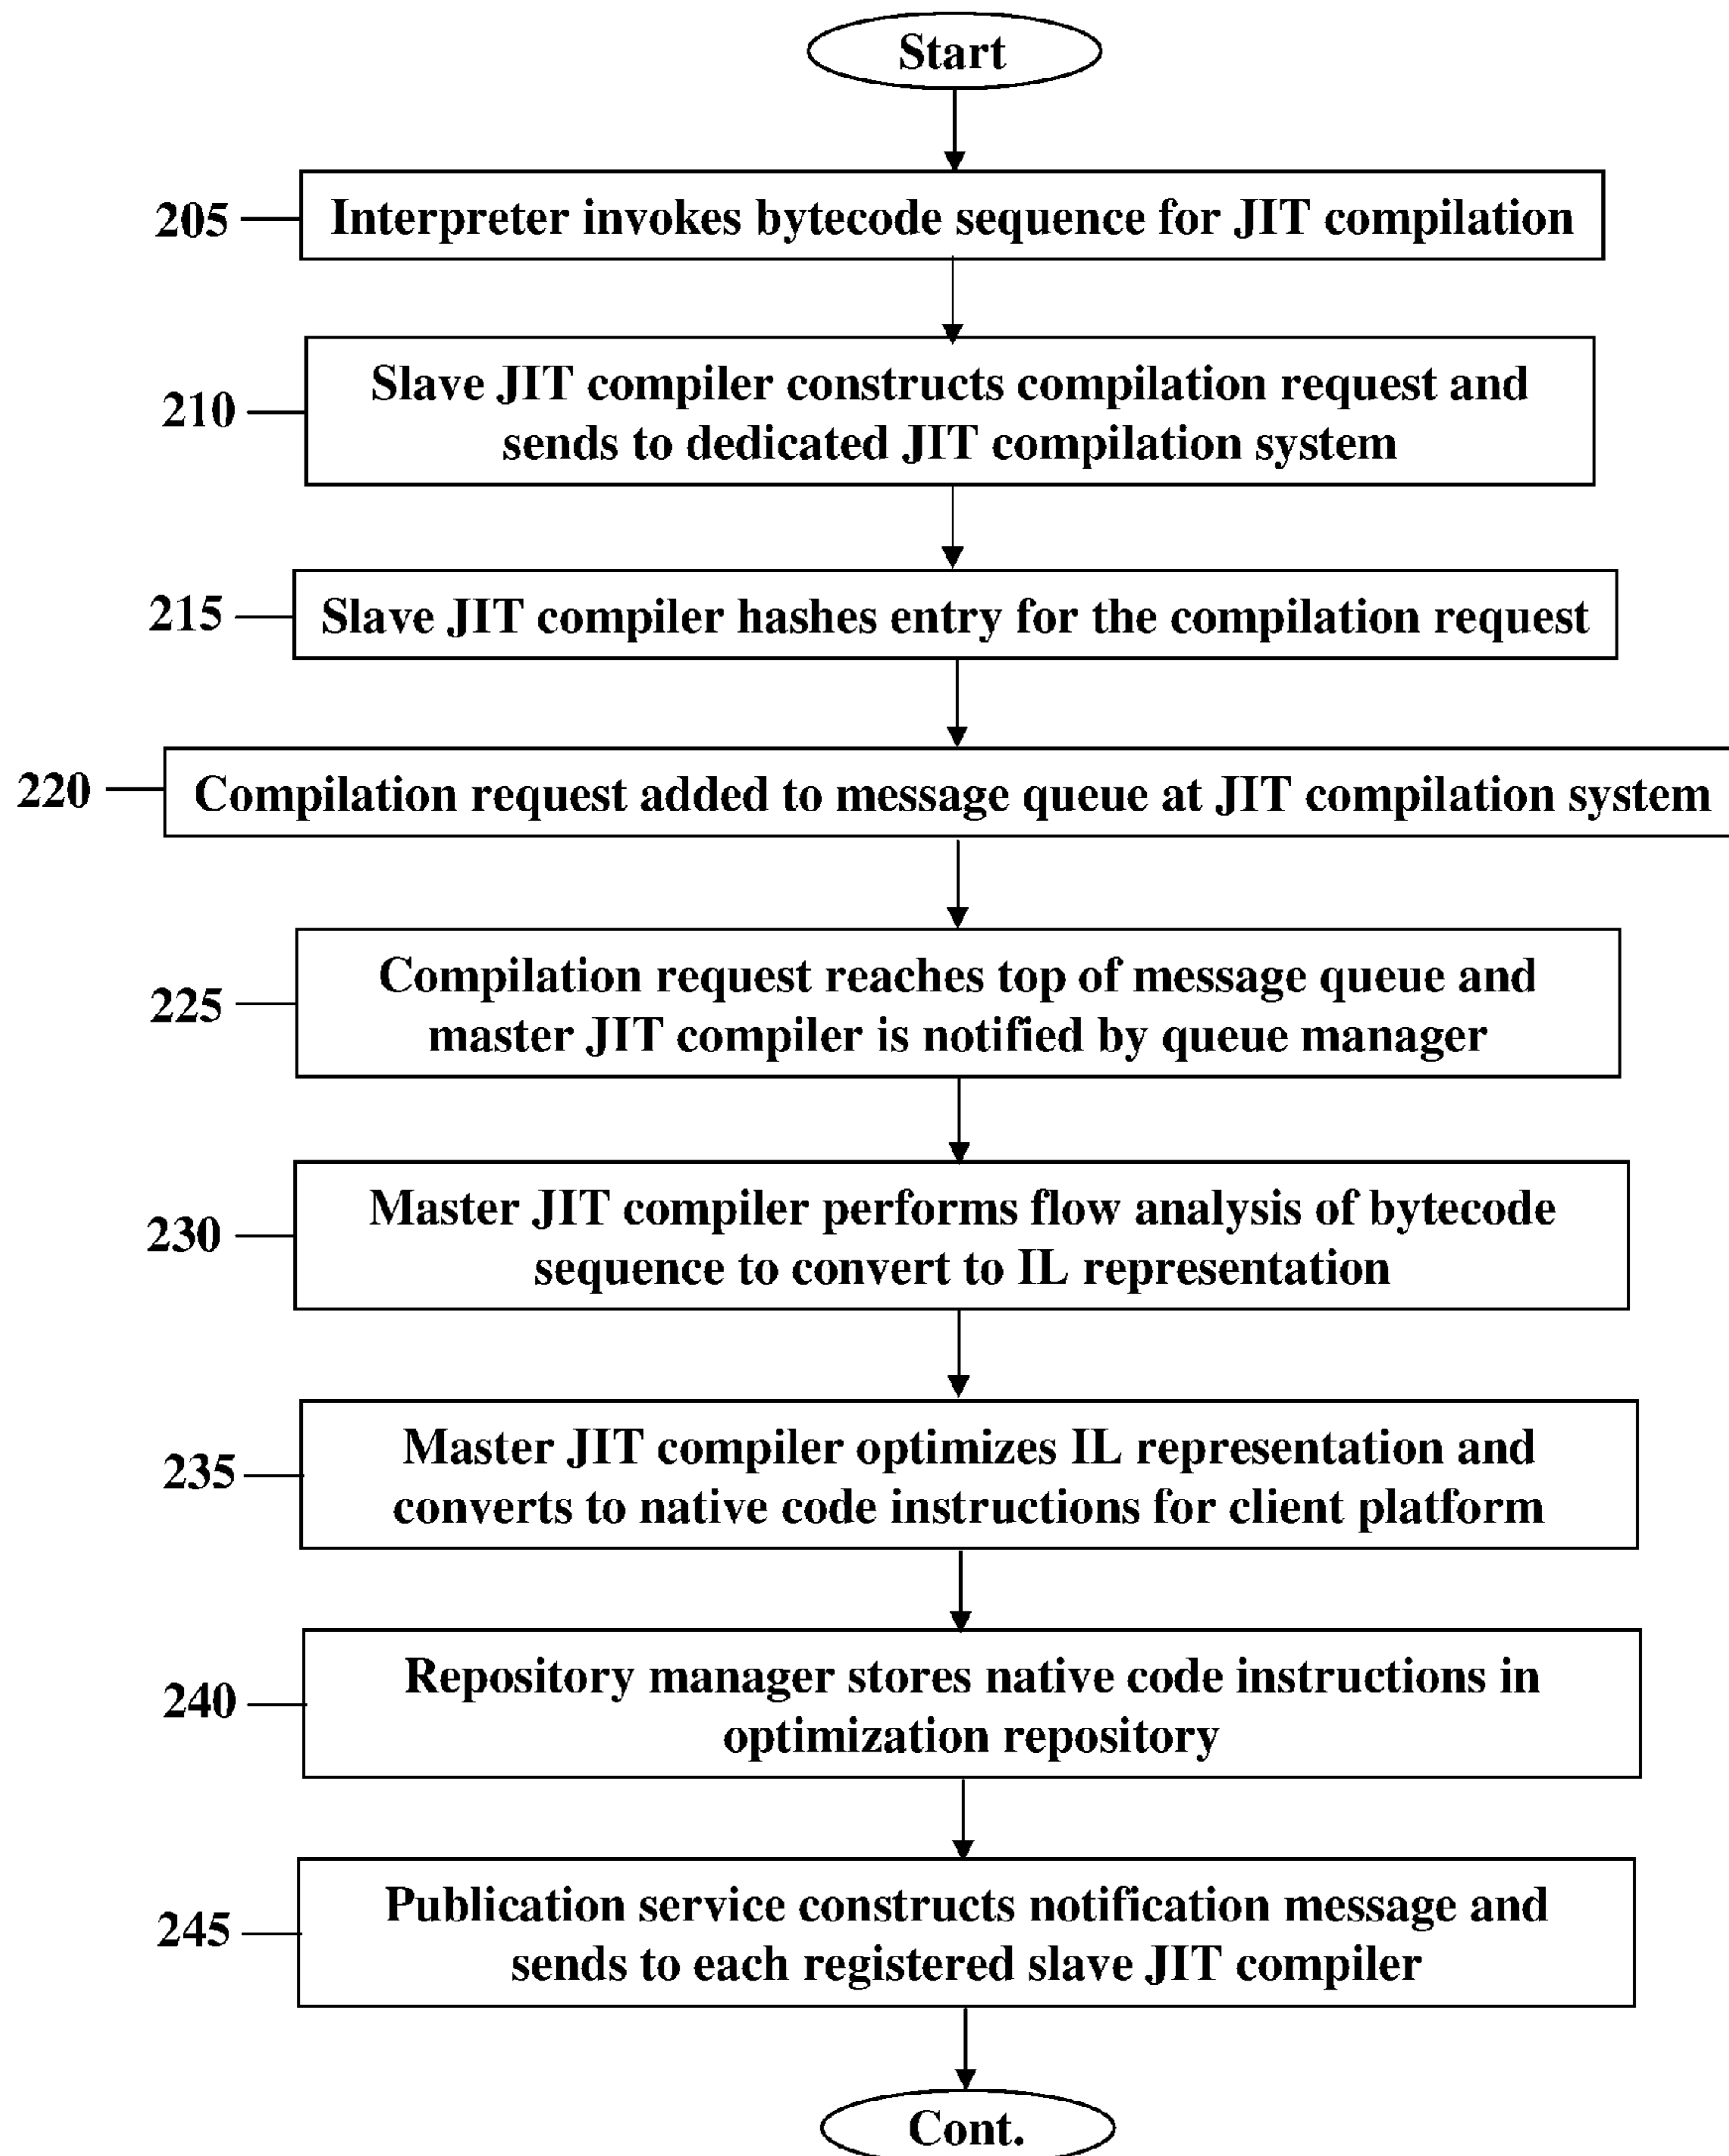 Start
205
Interpreter invokes bytecode sequence for JIT compilation
210
Slave JIT compiler constructs compilation request and
sends to dedicated JIT compilation system
215
Slave JIT compiler hashes entry for the compilation request
220
Compilation request added to message queue at JIT compilation system
225
Compilation request reaches top of message queue and
master JIT compiler is notified by queue manager
230
Master JIT compiler performs flow analysis of bytecode
sequence to convert to IL representation
235
Master JIT compiler optimizes IL representation and
converts to native code instructions for client platform
240
Repository manager stores native code instructions in
optimization repository
245
Publication service constructs notification message and
sends to each registered slave JIT compiler
Cont.